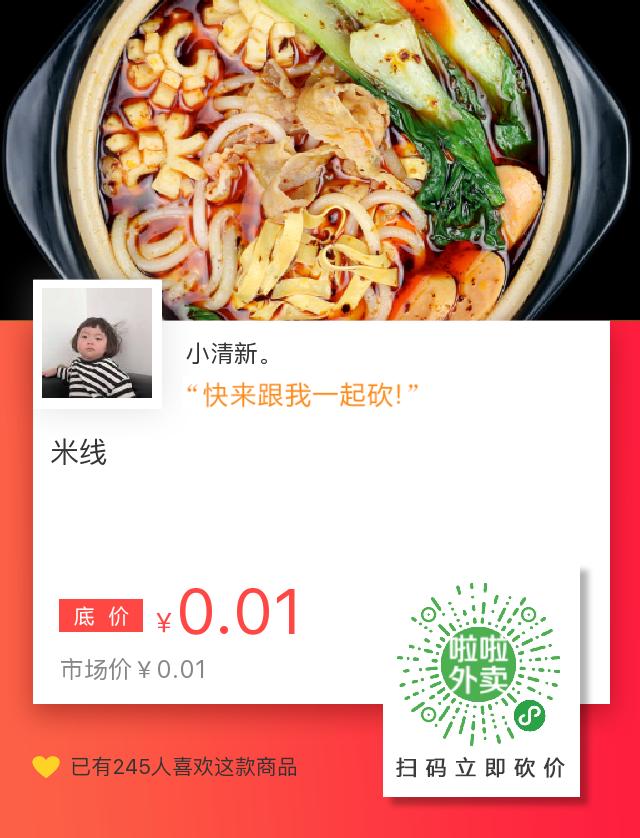 小清新。
“快来跟我一起砍!”
米线
底价 ¥0.01
市场价¥0.01
啦啦
外卖
扫码立即砍价
💛 已有245人喜欢这款商品